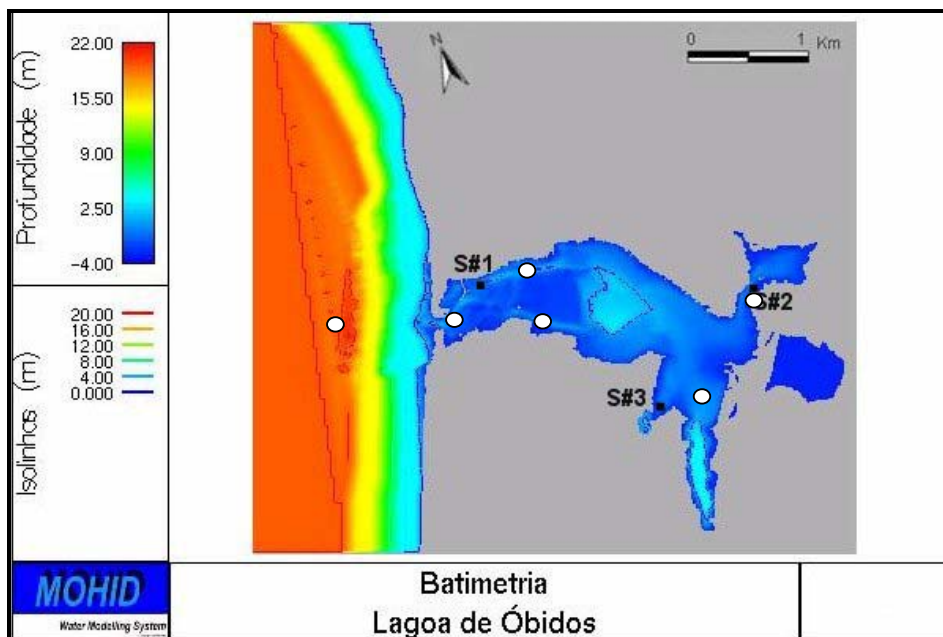 Profundidade (m)
22.00
15.50
9.00
2.50
-4.00
Isolinhas (m)
20.00
16.00
12.00
8.00
4.00
0.000
N
0 1
Km
S#1
S#2
S#3
MOHID
Water Modelling System
Batimetria
Lagoa de Óbidos